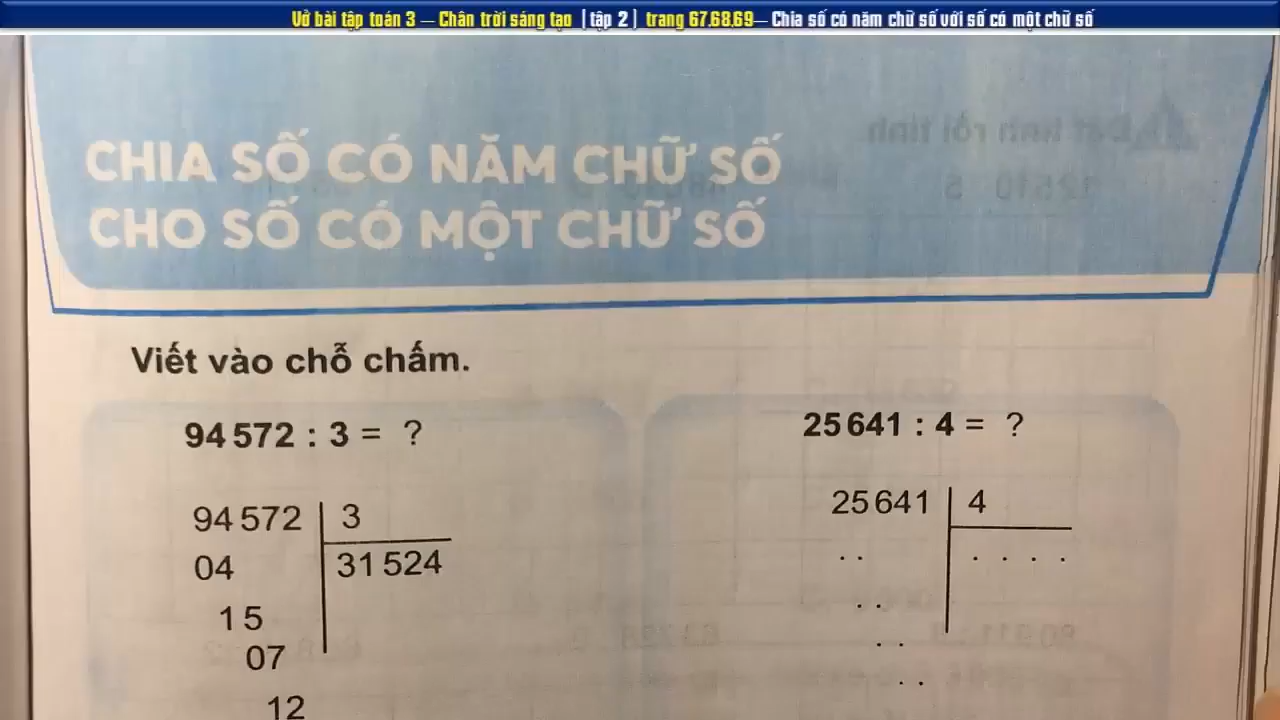 Vở bài tập toán 3 – Chân trời sáng tạo (tập 2) trang 67,68,69– Chia số có năm chữ số với số có một chữ số
CHIA SỐ CÓ NĂM CHỮ SỐ
CHO SỐ CÓ MỘT CHỮ SỐ
Viết vào chỗ chấm.
94 572 : 3 = ?
94 572 3
04 31 524
15
07
12
25 641 : 4 = ?
25 641 4
. . . . . .
. .
. .
. .